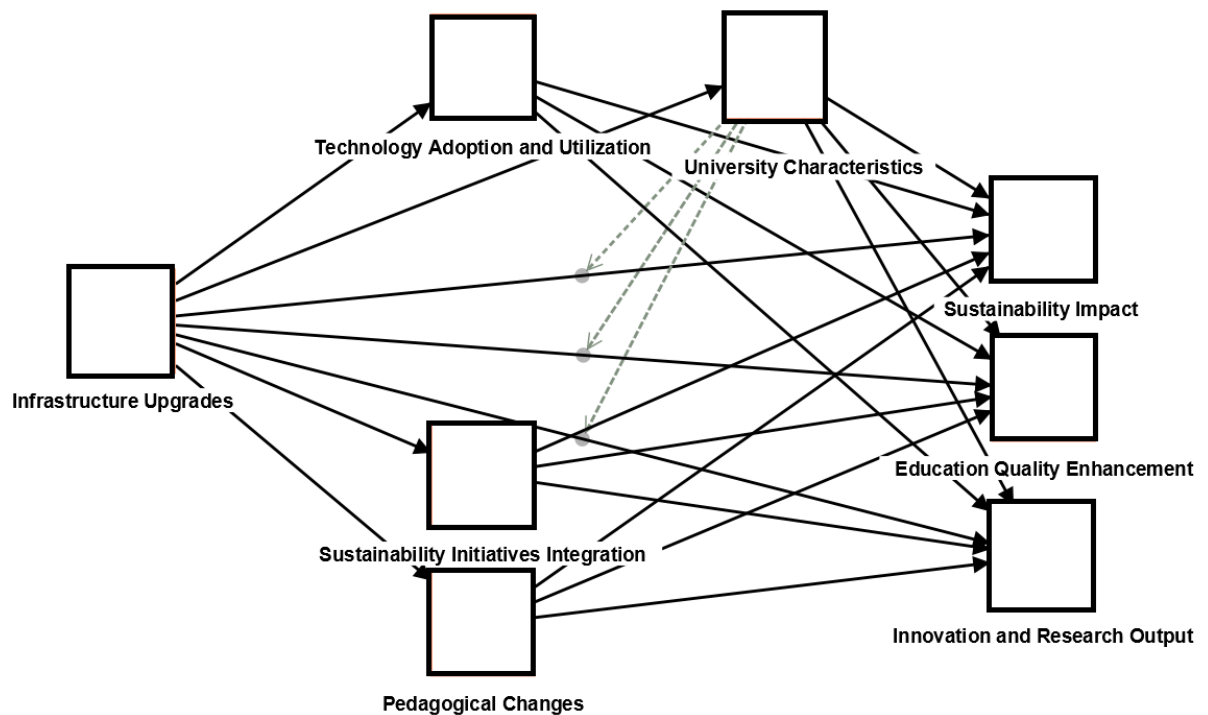 Technology Adoption and Utilization
University Characteristics
Sustainability Impact
Infrastructure Upgrades
Education Quality Enhancement
Sustainability Initiatives Integration
Innovation and Research Output
Pedagogical Changes